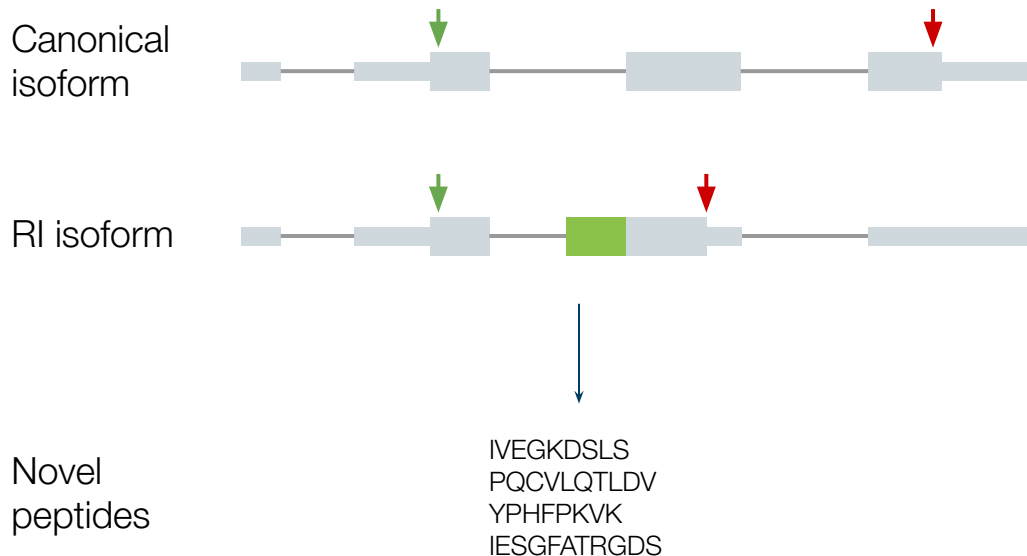 Canonical
isoform
RI isoform
Novel
peptides
IVEGKDSLS
PQCVLQTLDV
YPHFPKVK
IESGFATRGDS